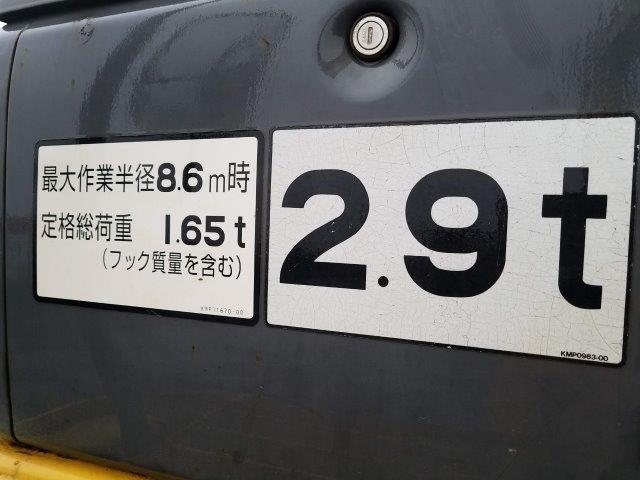 最大作業半径8.6m時
定格総荷重 1.65t
(フック質量を含む)
2.9t
KMP0983-00